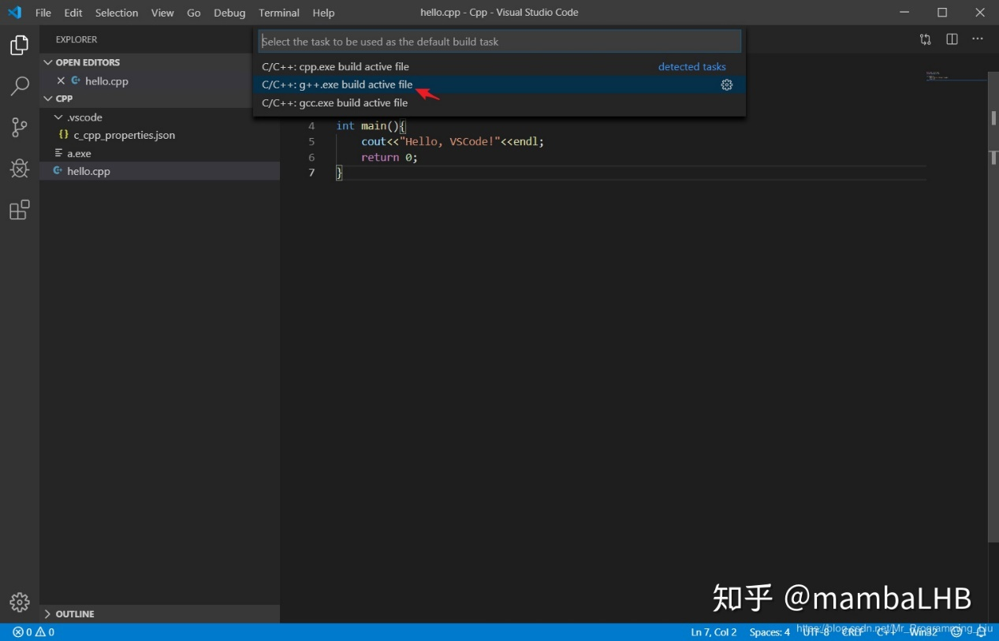 File Edit Selection View Go Debug Terminal Help hello.cpp - Cpp - Visual Studio Code
EXPLORER
OPEN EDITORS
hello.cpp
CPP
.vscode
{} c_cpp_properties.json
a.exe
hello.cpp
OUTLINE
Select the task to be used as the default build task
C/C++: cpp.exe build active file detected tasks
C/C++: g++.exe build active file
C/C++: gcc.exe build active file
4 int main(){
5 cout<<"Hello, VSCode!"<<endl;
6 return 0;
7 }
知乎 @mambaLHB
https://blog.csdn.net/Mr_Programming_Liu
0 0 Ln 7, Col 2 Spaces: 4 UTF-8 CRLF C++ Win32